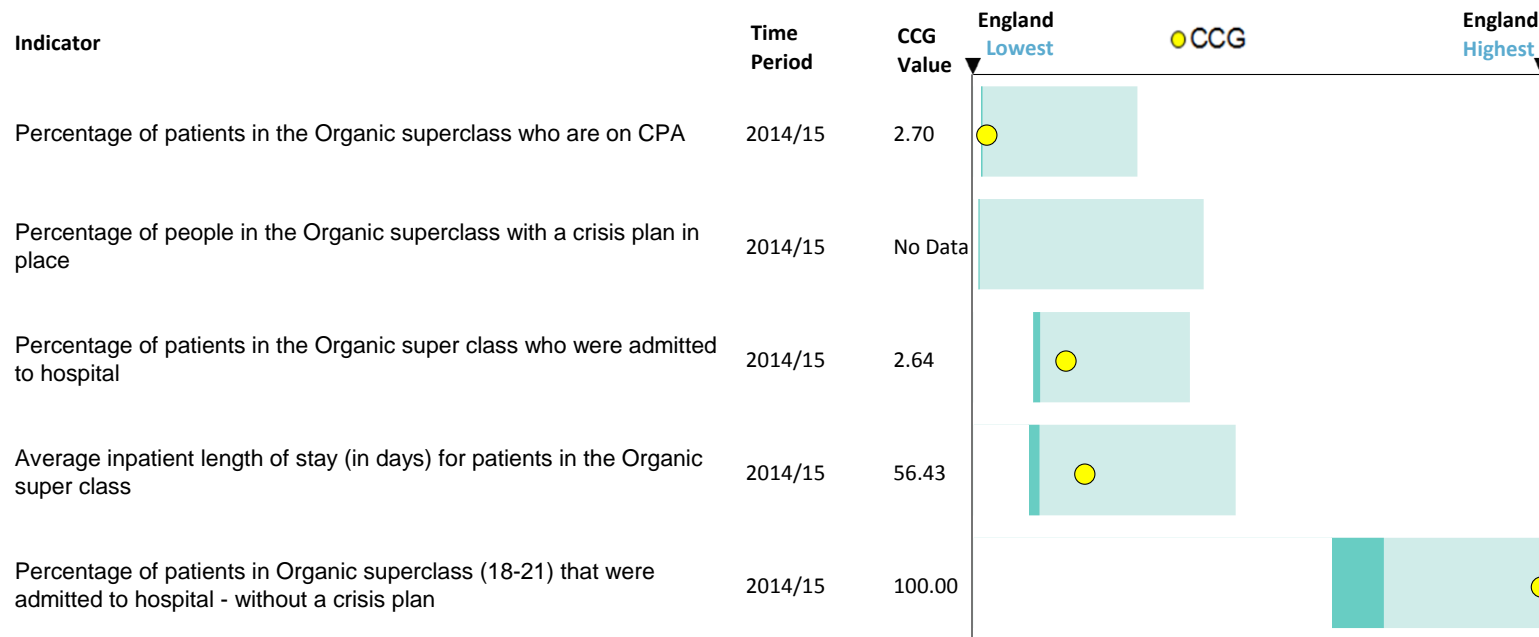 Indicator
Time Period
CCG Value
England Lowest
CCG
England Highest
Percentage of patients in the Organic superclass who are on CPA
2014/15
2.70
Percentage of people in the Organic superclass with a crisis plan in
place
2014/15
No Data
Percentage of patients in the Organic super class who were admitted
to hospital
2014/15
2.64
Average inpatient length of stay (in days) for patients in the Organic
super class
2014/15
56.43
Percentage of patients in Organic superclass (18-21) that were
admitted to hospital - without a crisis plan
2014/15
100.00